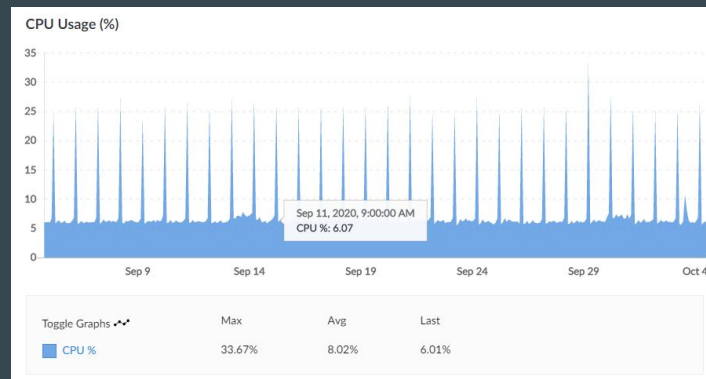 CPU Usage (%)
35
30
25
20
15
10
5
0
Sep 11, 2020, 9:00:00 AM
CPU %: 6.07
Sep 9 Sep 14 Sep 19 Sep 24 Sep 29 Oct 4
Toggle Graphs Max Avg Last
CPU % 33.67% 8.02% 6.01%